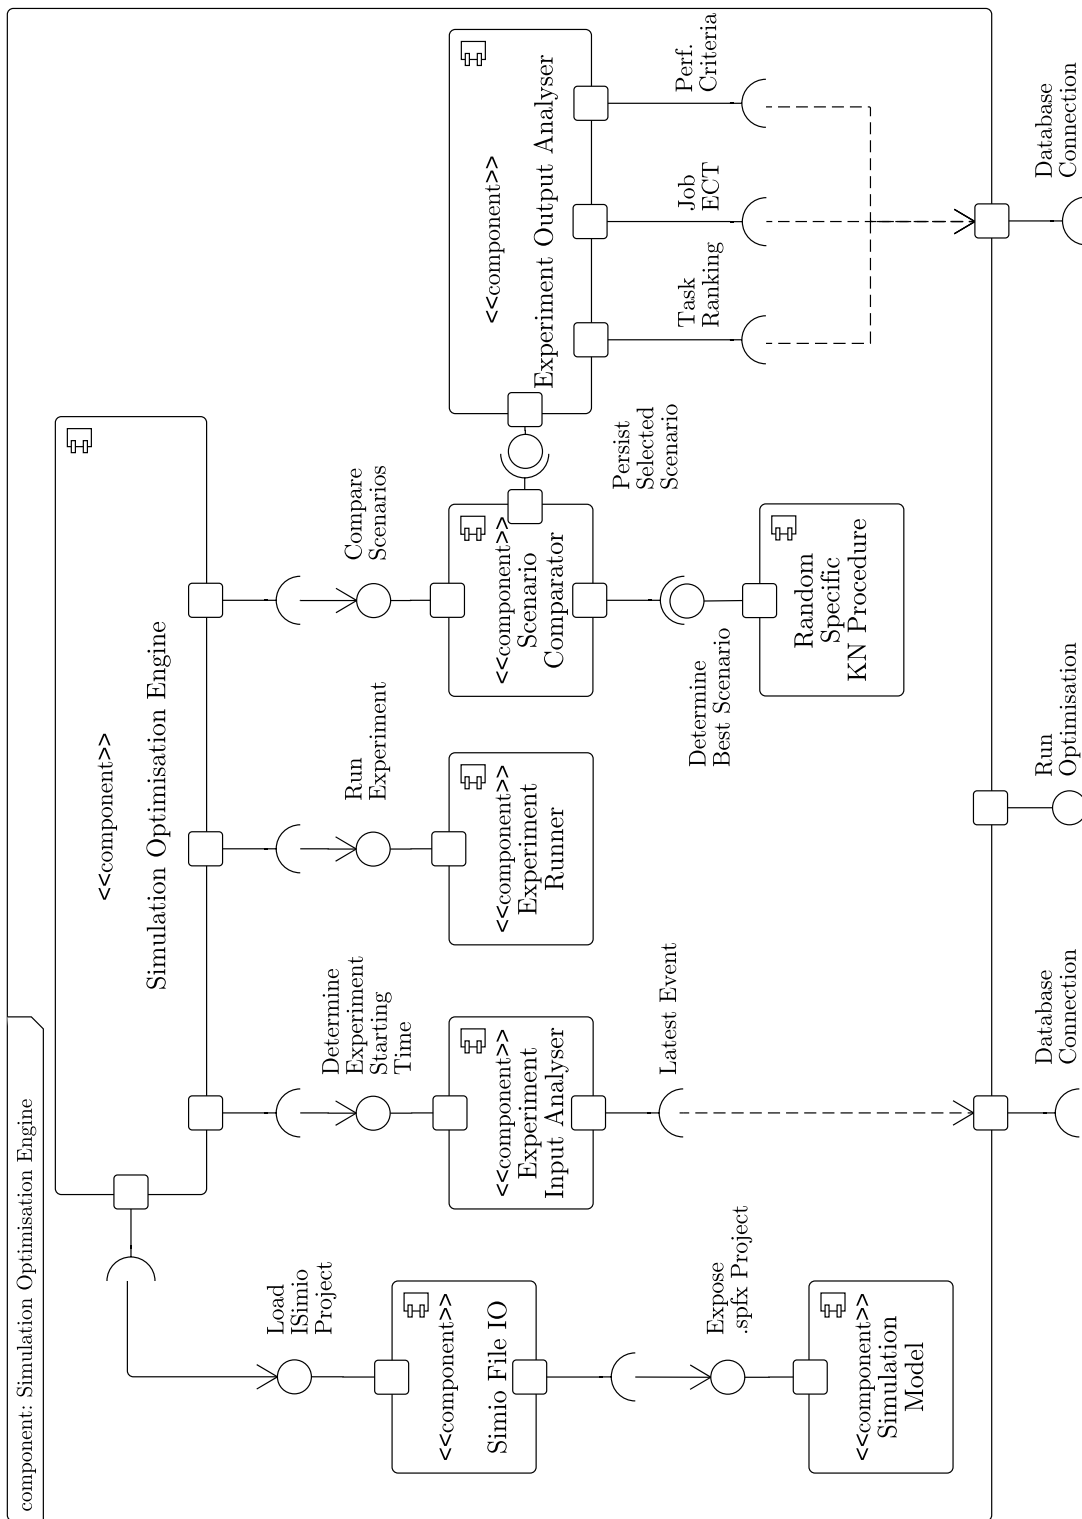 component: Simulation Optimisation Engine
<<component>>
Simulation Optimisation Engine
Load
ISimio
Project
Determine
Experiment
Starting
Time
Run
Experiment
Compare
Scenarios
<<component>>
Simio File IO
<<component>>
Experiment
Input Analyser
<<component>>
Experiment
Runner
<<component>>
Scenario
Comparator
<<component>>
Experiment Output Analyser
Persist
Selected
Scenario
Expose
.spfx Project
Latest Event
Determine
Best Scenario
Task
Ranking
Job
ECT
Perf.
Criteria
<<component>>
Simulation
Model
Random
Specific
KN Procedure
Database
Connection
Run
Optimisation
Database
Connection